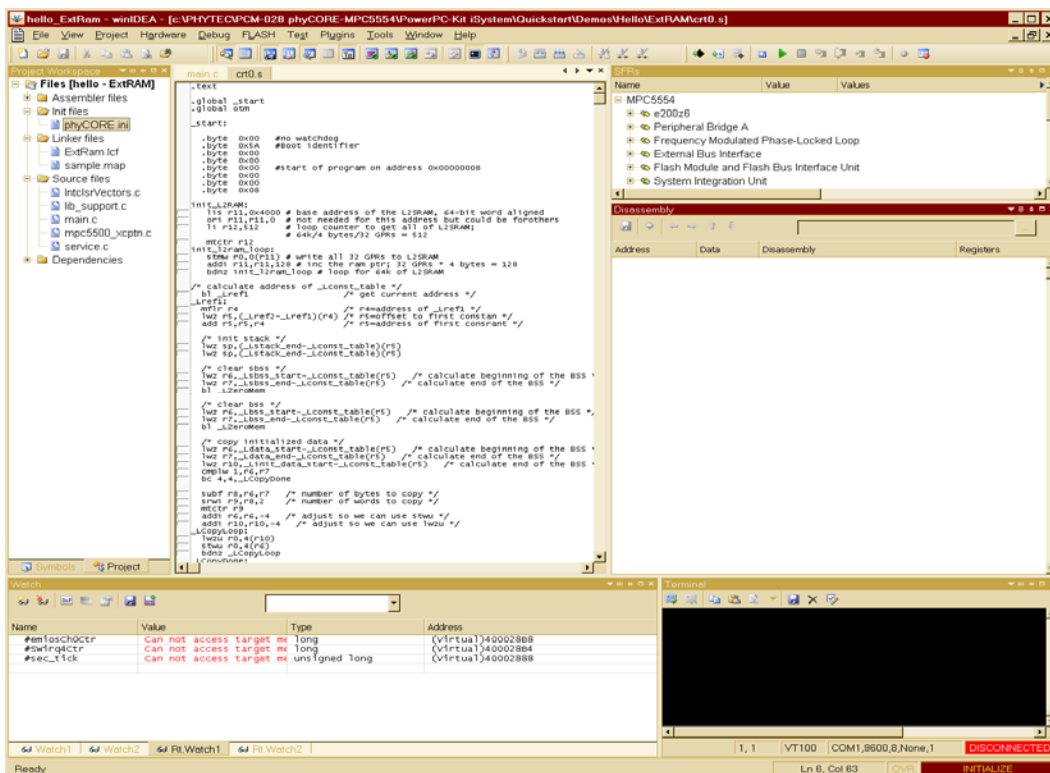 hello_ExtRam - winIDEA - [c:\PHYTEC\PCM-028 phyCORE-MPC5554\PowerPC-Kit iSystem\Quickstart\Demos\Hello\ExtRAM\crt0.s]
File View Project Hardware Debug FLASH Test Plugins Tools Window Help
Project Workspace
Files [hello - ExtRAM]
Assembler files
Init files
phyCORE ini
Linker files
ExtRam.lcf
sample.map
Source files
IntcIsrVectors.c
lib_support.c
main.c
mpc5500_xcptn.c
service.c
Dependencies
Symbols Project
main.c crt0.s
.text
.global _start
.global otm
_start:
.byte 0x00 #no watchdog
.byte 0x5A #Boot identifier
.byte 0x00
.byte 0x00
.byte 0x00 #start of program on address 0x00000008
.byte 0x00
.byte 0x00
.byte 0x08
init_L2RAM:
lis r11,0x4000 # base address of the L2SRAM, 64-bit word aligned
ori r11,r11,0 # not needed for this address but could be forothers
li r12,512 # loop counter to get all of L2SRAM;
# 64k/4 bytes/32 GPRs = 512
mtctr r12
init_l2ram_loop:
stmw r0,0(r11) # write all 32 GPRs to L2SRAM
addi r11,r11,128 # inc the ram ptr; 32 GPRs * 4 bytes = 128
bdnz init_l2ram_loop # loop for 64k of L2SRAM
/* calculate address of _Lconst_table */
bl _Lref1 /* get current address */
_Lref1:
mflr r4 /* r4=address of _Lref1 */
lwz r5,(_Lref2-_Lref1)(r4) /* r5=offset to first constan */
add r5,r5,r4 /* r5=address of first consrant */
/* init stack */
lwz sp,(_Lstack_end-_Lconst_table)(r5)
lwz sp,(_Lstack_end-_Lconst_table)(r5)
/* clear sbss */
lwz r6,_Lsbss_start-_Lconst_table(r5) /* calculate beginning of the BSS *
lwz r7,_Lsbss_end-_Lconst_table(r5) /* calculate end of the BSS */
bl _LZeroMem
/* clear bss */
lwz r6,_Lbss_start-_Lconst_table(r5) /* calculate beginning of the BSS *,
lwz r7,_Lbss_end-_Lconst_table(r5) /* calculate end of the BSS */
bl _LZeroMem
/* copy initialized data */
lwz r6,_Ldata_start-_Lconst_table(r5) /* calculate beginning of the BSS
lwz r7,_Ldata_end-_Lconst_table(r5) /* calculate end of the BSS */
lwz r10,_Linit_data_start-_Lconst_table(r5) /* calculate end of the BSS
cmplw 1,r6,r7
bc 4,4,_LCopyDone
subf r8,r6,r7 /* number of bytes to copy */
srwi r9,r8,2 /* number of words to copy */
mtctr r9
addi r6,r6,-4 /* adjust so we can use stwu */
addi r10,r10,-4 /* adjust so we can use lwzu */
_LCopyLoop:
lwzu r0,4(r10)
stwu r0,4(r6)
bdnz _LCopyLoop
_LCopyDone:
SFRs
Name Value Values
MPC5554
e200z6
Peripheral Bridge A
Frequency Modulated Phase-Locked Loop
External Bus Interface
Flash Module and Flash Bus Interface Unit
System Integration Unit
Disassembly
Address Data Disassembly Registers
Watch
Name Value Type Address
#emiosCh0Ctr Can not access target me long (Virtual)400028B8
#SWirq4Ctr Can not access target me long (Virtual)400028B4
#sec_tick Can not access target me unsigned long (Virtual)40002888
Watch1 Watch2 Rt.Watch1 Rt.Watch2
Terminal
1, 1 VT100 COM1,9600,8,None,1 DISCONNECTED
Ready Ln 6, Col 63 OVR INITIALIZE